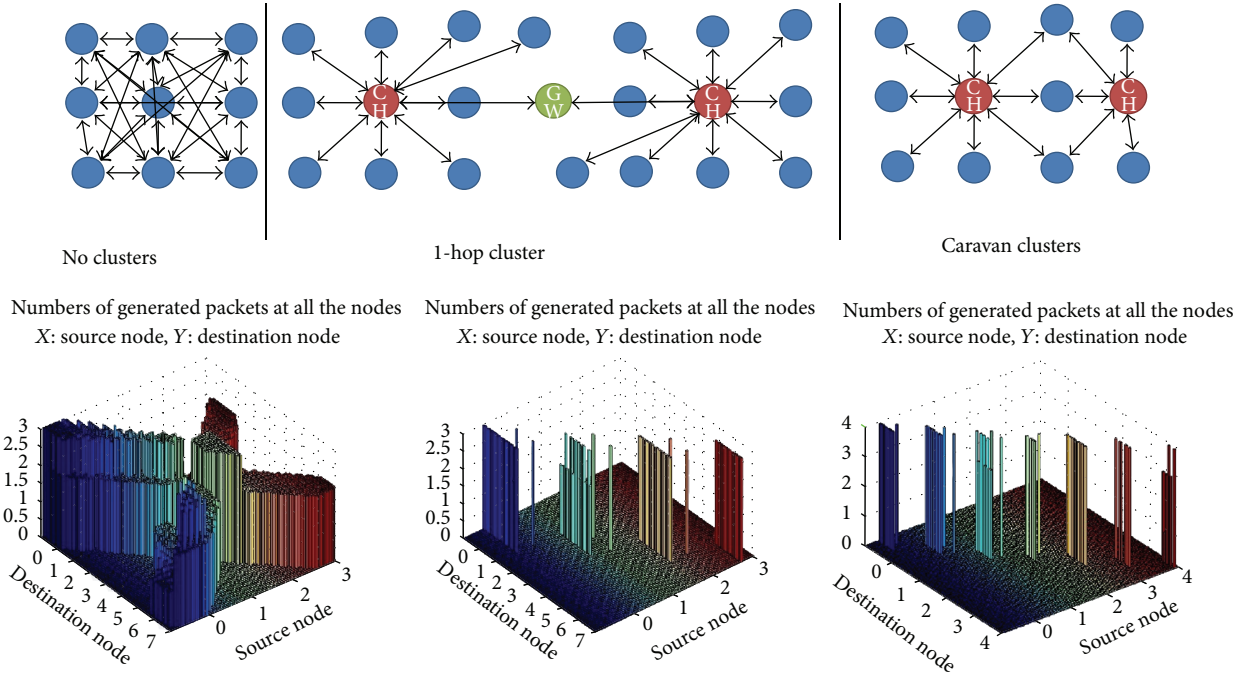 C
H
G
W
C
H
C
H
C
H
No clusters
1-hop cluster
Caravan clusters
Numbers of generated packets at all the nodes
X: source node, Y: destination node
3
2.5
2
1.5
1
0.5
0
0
1
2
3
4
5
6
7
Destination node
0
1
2
3
Source node
Numbers of generated packets at all the nodes
X: source node, Y: destination node
3
2.5
2
1.5
1
0.5
0
0
1
2
3
4
5
6
7
Destination node
0
1
2
3
Source node
Numbers of generated packets at all the nodes
X: source node, Y: destination node
4
3
2
1
0
0
1
2
3
4
Destination node
0
1
2
3
4
Source node